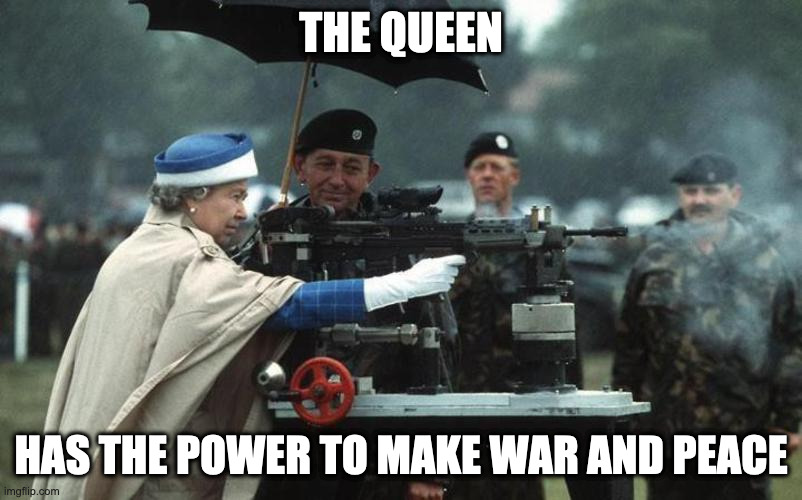 THE QUEEN
HAS THE POWER TO MAKE WAR AND PEACE
imgflip.com